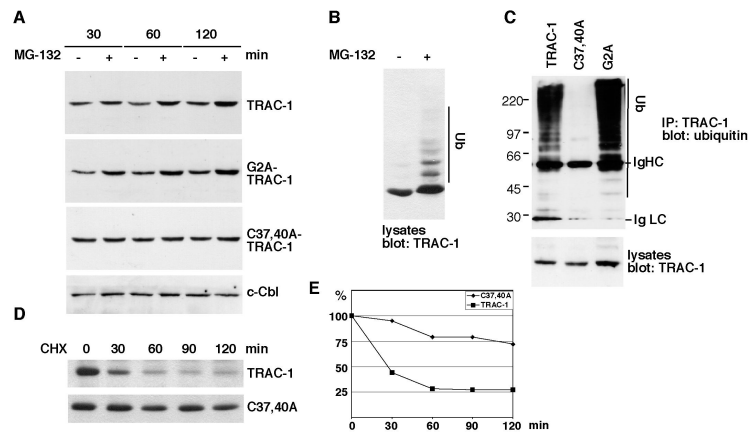 A
30 60 120
MG-132 - + - + - + min
TRAC-1
G2A-
TRAC-1
C37,40A-
TRAC-1
c-Cbl
B
MG-132 - +
Ub
lysates
blot: TRAC-1
C
TRAC-1
C37,40A
G2A
220
97
66
45
30
Ub
IP: TRAC-1
blot: ubiquitin
IgHC
Ig LC
lysates
blot: TRAC-1
D
CHX 0 30 60 90 120 min
TRAC-1
C37,40A
E
%
C37,40A
TRAC-1
100
75
50
25
0 30 60 90 120
min